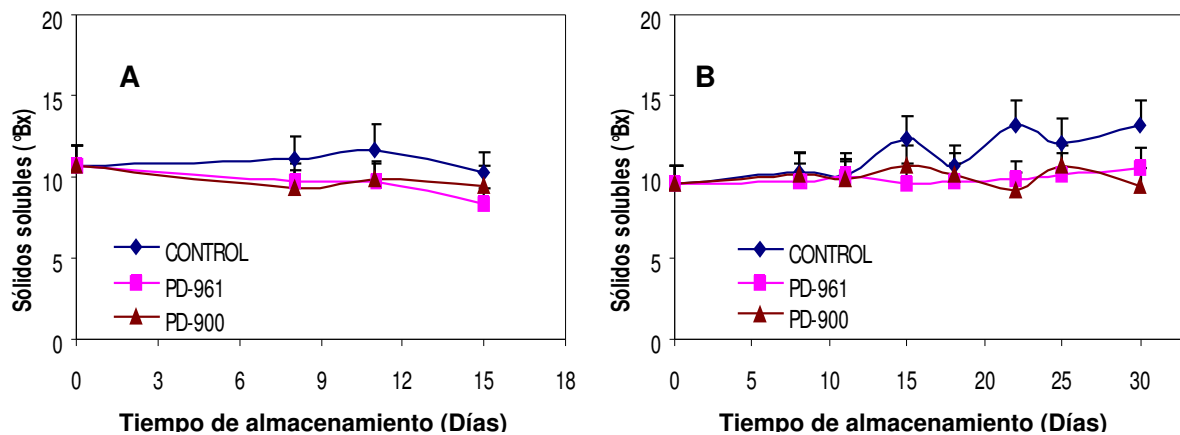 20
15
10
5
0
Sólidos solubles (ºBx)
A
CONTROL
PD-961
PD-900
0 3 6 9 12 15 18
Tiempo de almacenamiento (Días)
20
15
10
5
0
Sólidos solubles (ºBx)
B
CONTROL
PD-961
PD-900
0 5 10 15 20 25 30
Tiempo de almacenamiento (Días)